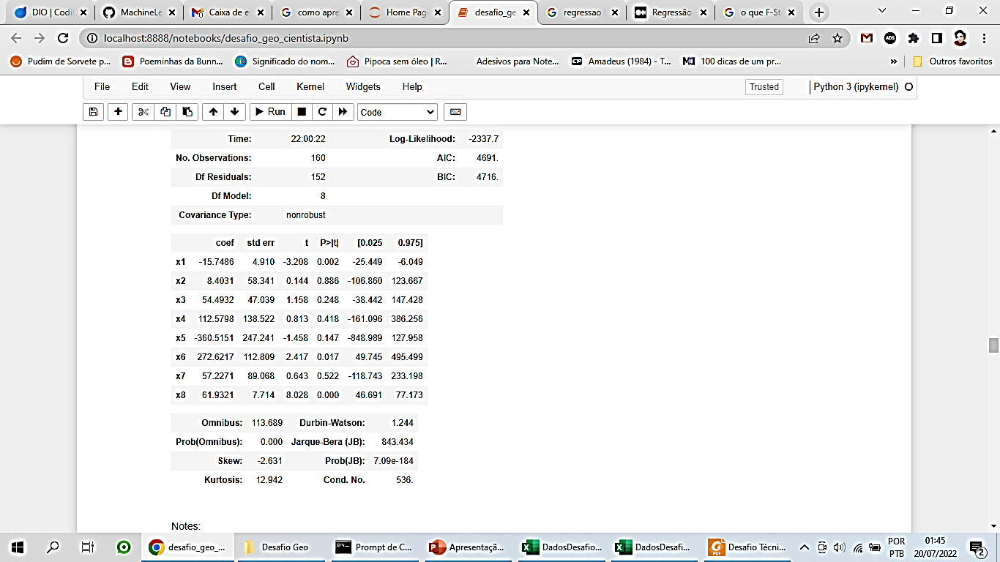 DIO | Codif
MachineLe
Caixa de e
como apre
Home Pag
desafio_ge
regressao
Regressão
o que F-St
localhost:8888/notebooks/desafio_geo_cientista.ipynb
Pudim de Sorvete p... Poeminhas da Bunn... Significado do nom... Pipoca sem óleo | R... Adesivos para Note... Amadeus (1984) - T... 100 dicas de um pr... » Outros favoritos
File Edit View Insert Cell Kernel Widgets Help Trusted Python 3 (ipykernel)
Run Code
Time: 22:00:22 Log-Likelihood: -2337.7
No. Observations: 160 AIC: 4691.
Df Residuals: 152 BIC: 4716.
Df Model: 8
Covariance Type: nonrobust
coef std err t P>|t| [0.025 0.975]
x1 -15.7486 4.910 -3.208 0.002 -25.449 -6.049
x2 8.4031 58.341 0.144 0.886 -106.860 123.667
x3 54.4932 47.039 1.158 0.248 -38.442 147.428
x4 112.5798 138.522 0.813 0.418 -161.096 386.256
x5 -360.5151 247.241 -1.458 0.147 -848.989 127.958
x6 272.6217 112.809 2.417 0.017 49.745 495.499
x7 57.2271 89.068 0.643 0.522 -118.743 233.198
x8 61.9321 7.714 8.028 0.000 46.691 77.173
Omnibus: 113.689 Durbin-Watson: 1.244
Prob(Omnibus): 0.000 Jarque-Bera (JB): 843.434
Skew: -2.631 Prob(JB): 7.09e-184
Kurtosis: 12.942 Cond. No. 536.
Notes:
desafio_geo_... Desafio Geo Prompt de C... Apresentaçã... DadosDesafi... DadosDesafi... Desafio Técni... POR 01:45
PTB 20/07/2022 2